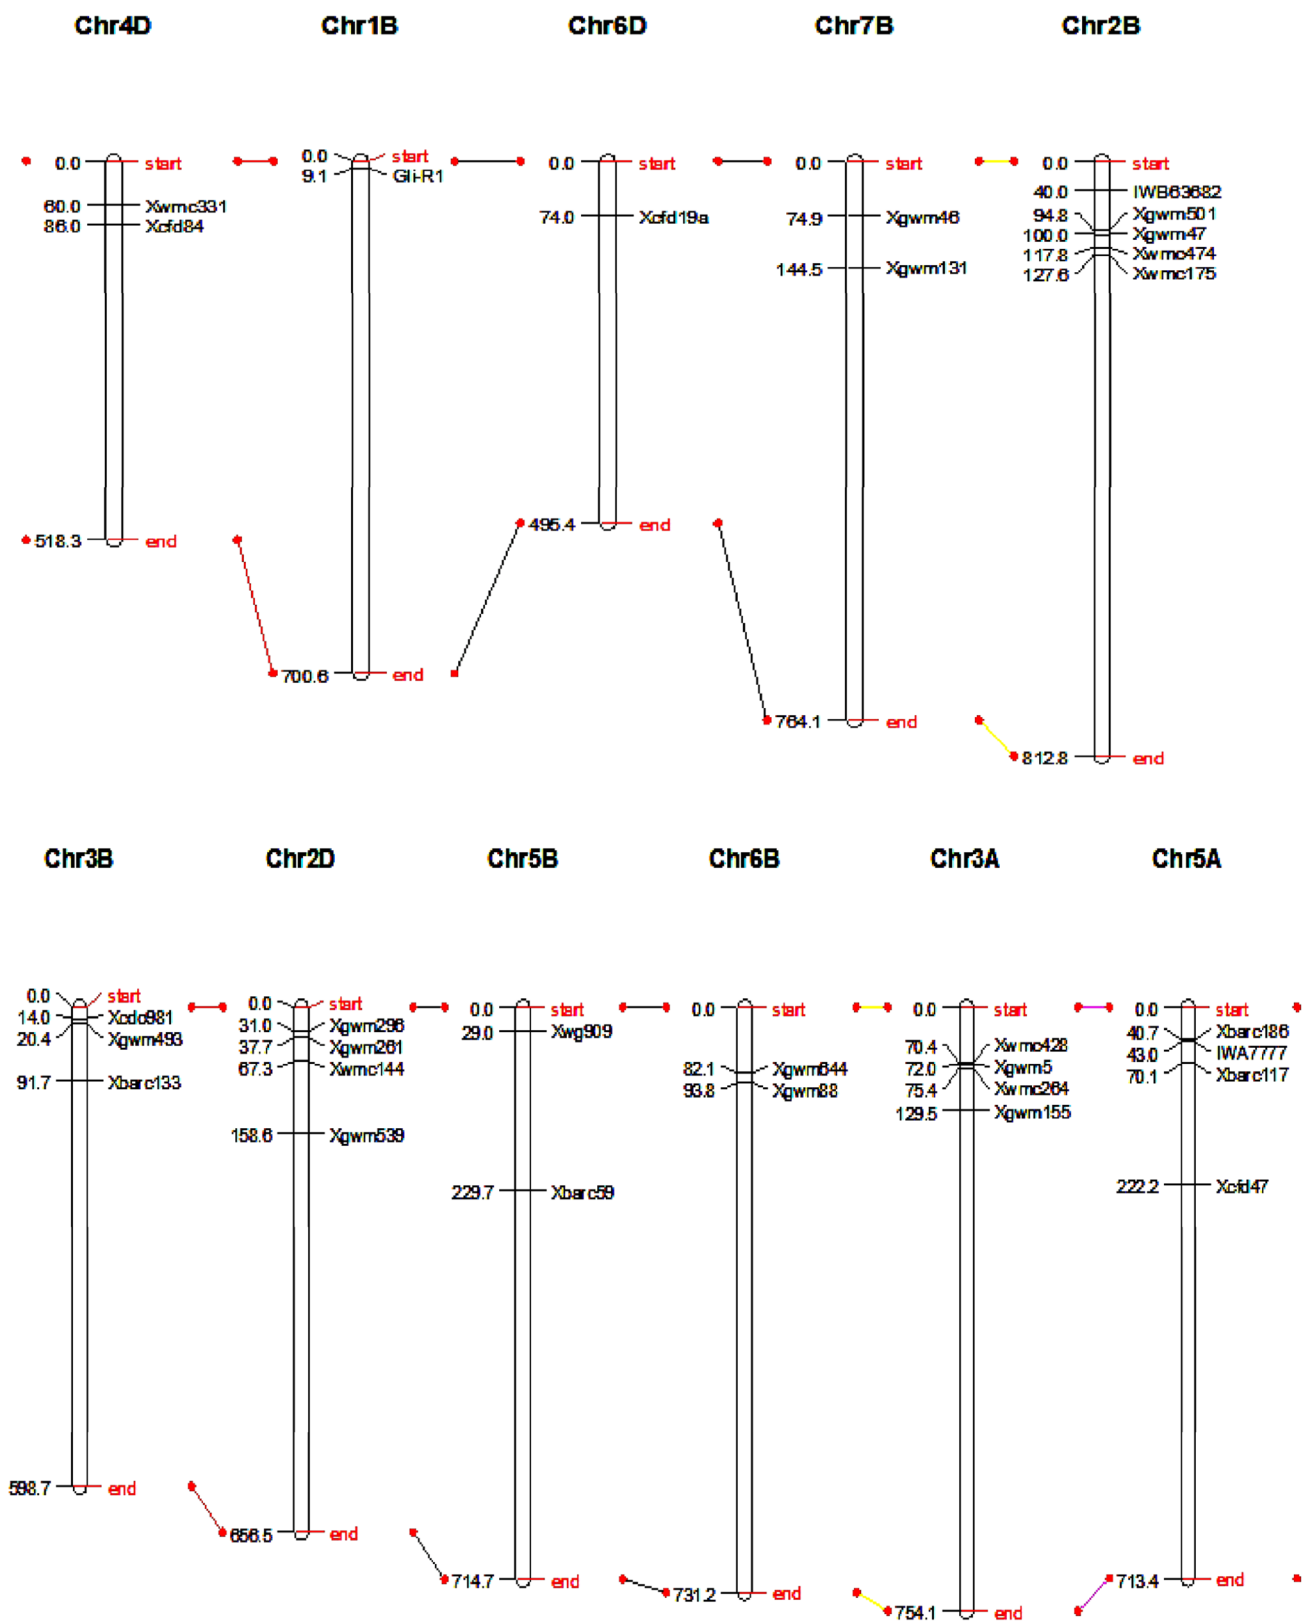 Chr4D Chr1B Chr6D Chr7B Chr2B
0.0 start
60.0 Xwmc331
86.0 Xcfd84
518.3 end
0.0 start
9.1 Gli-R1
700.6 end
0.0 start
74.0 Xcfd19a
495.4 end
0.0 start
74.9 Xgwm46
144.5 Xgwm131
764.1 end
0.0 start
40.0 IWB63682
94.8 Xgwm501
100.0 Xgwm47
117.8 Xwmc474
127.6 Xwmc175
812.8 end
Chr3B Chr2D Chr5B Chr6B Chr3A Chr5A
0.0 start
14.0 Xcdo981
20.4 Xgwm493
91.7 Xbarc133
598.7 end
0.0 start
31.0 Xgwm296
37.7 Xgwm261
67.3 Xwmc144
158.6 Xgwm539
656.5 end
0.0 start
29.0 Xwg909
229.7 Xbarc59
714.7 end
0.0 start
82.1 Xgwm644
93.8 Xgwm88
731.2 end
0.0 start
70.4 Xwmc428
72.0 Xgwm5
75.4 Xwmc264
129.5 Xgwm155
754.1 end
0.0 start
40.7 Xbarc186
43.0 IWA7777
70.1 Xbarc117
222.2 Xcfd47
713.4 end